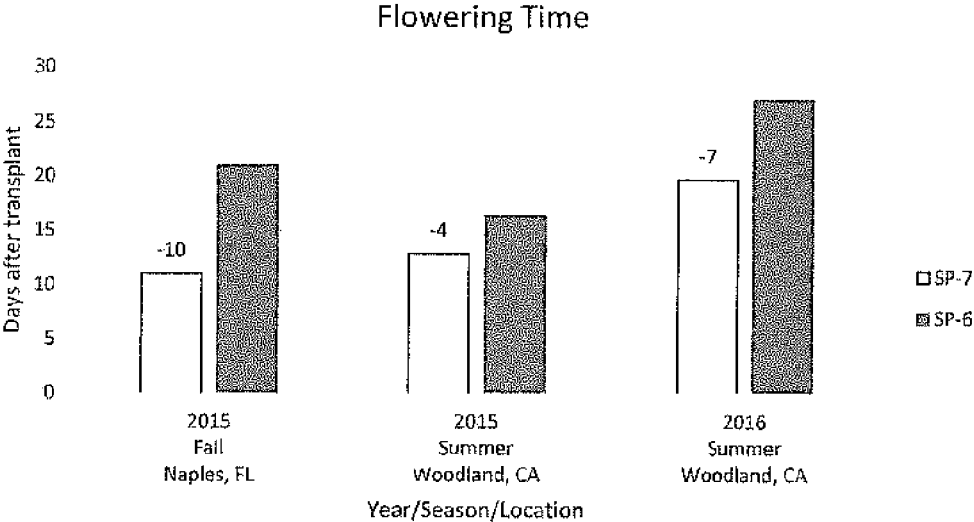 Flowering Time
30
25
20
15
10
5
0
Days after transplant
-10
-4
-7
SP-7
SP-6
2015
Fall
Naples, FL
2015
Summer
Woodland, CA
2016
Summer
Woodland, CA
Year/Season/Location